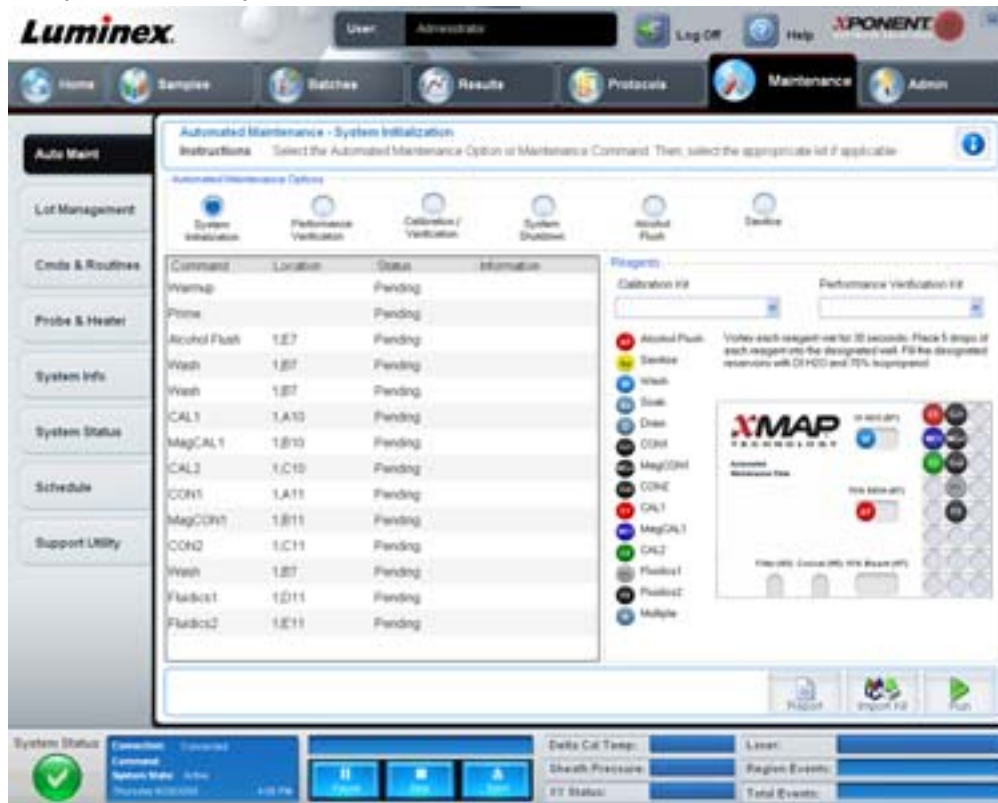 Luminex.
User: Administrator
Log Off
Help
XPONENT
Home
Samples
Batches
Results
Protocols
Maintenance
Admin
Auto Maint
Lot Management
Cmds & Routines
Probe & Heater
System Info
System Status
Schedule
Support Utility
Automated Maintenance - System Initialization
Instructions Select the Automated Maintenance Option or Maintenance Command. Then, select the appropriate kit if applicable
Automated Maintenance Options
System Initialization
Performance Verification
Calibration / Verification
System Shutdown
Alcohol Flush
Sanitize
Command Location Status Information
Warmup Pending
Prime Pending
Alcohol Flush 1,E7 Pending
Wash 1,B7 Pending
Wash 1,B7 Pending
CAL1 1,A10 Pending
MagCAL1 1,B10 Pending
CAL2 1,C10 Pending
CON1 1,A11 Pending
MagCON1 1,B11 Pending
CON2 1,C11 Pending
Wash 1,B7 Pending
Fluidics1 1,D11 Pending
Fluidics2 1,E11 Pending
Reagents
Calibration Kit
Performance Verification Kit
Alcohol Flush
Sanitize
Wash
Soak
Drain
CON1
MagCON1
CON2
CAL1
MagCAL1
CAL2
Fluidics1
Fluidics2
Multiple
Vortex each reagent vial for 30 seconds. Place 5 drops of
each reagent into the designated well. Fill the designated
reservoirs with DI H2O and 70% Isopropanol.
XMAP
TECHNOLOGY
Automated
Maintenance Plate
Report
Import Kit
Run
System Status
Connection: Connected
Command:
System State: Active
4:05 PM
Pause
Stop
Eject
Delta Cal Temp:
Sheath Pressure:
XY Status:
Laser:
Region Events:
Total Events: